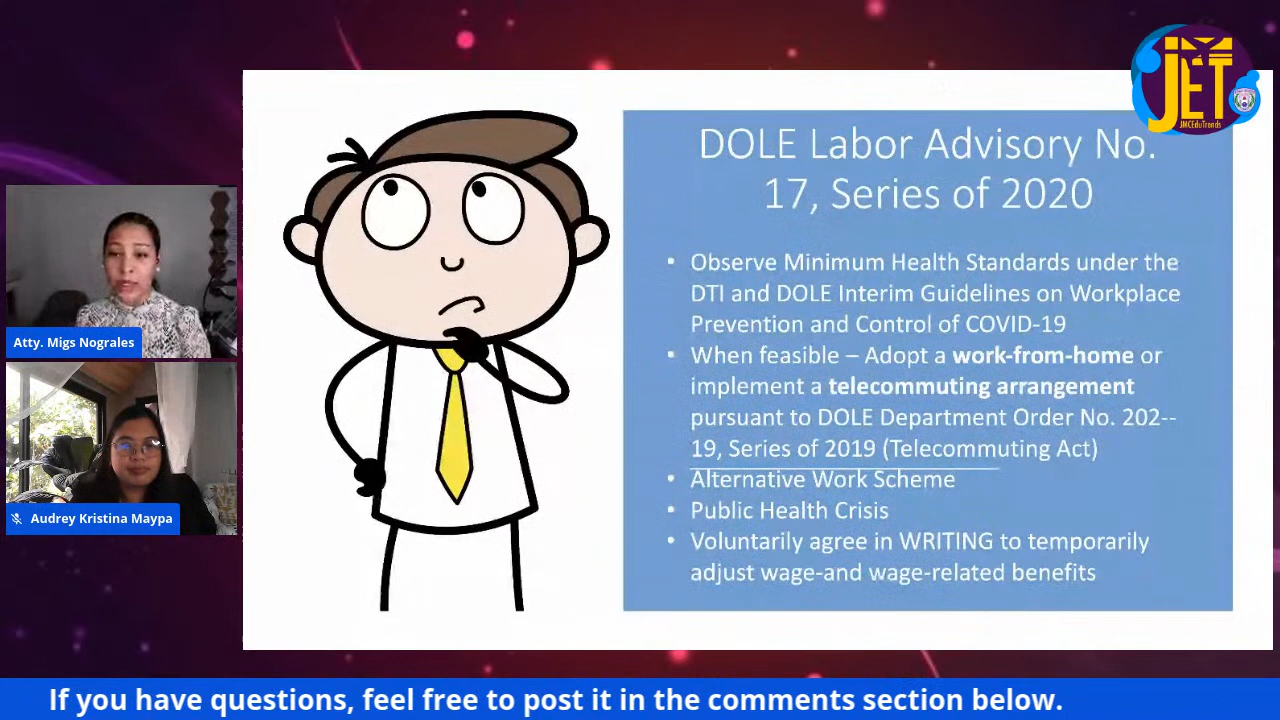 JET
JMCEduTrends
DOLE Labor Advisory No.
17, Series of 2020
• Observe Minimum Health Standards under the
DTI and DOLE Interim Guidelines on Workplace
Prevention and Control of COVID-19
• When feasible – Adopt a work-from-home or
implement a telecommuting arrangement
pursuant to DOLE Department Order No. 202--
19, Series of 2019 (Telecommuting Act)
• Alternative Work Scheme
• Public Health Crisis
• Voluntarily agree in WRITING to temporarily
adjust wage-and wage-related benefits
Atty. Migs Nograles
Audrey Kristina Maypa
If you have questions, feel free to post it in the comments section below.